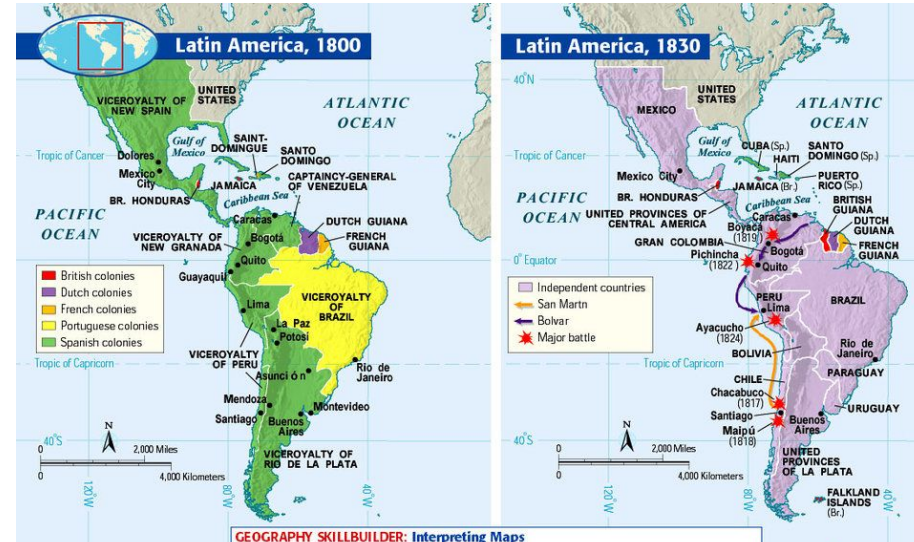 Latin America, 1800
UNITED
STATES
VICEROYALTY OF
NEW SPAIN
ATLANTIC
OCEAN
Gulf of
Mexico
SAINT-
DOMINGUE
SANTO
DOMINGO
Tropic of Cancer
Dolores
Mexico
City
JAMAICA
CAPTAINCY-GENERAL
OF VENEZUELA
BR. HONDURAS
Caribbean Sea
PACIFIC
OCEAN
Caracas
DUTCH GUIANA
VICEROYALTY OF
NEW GRANADA
Bogotá
FRENCH
GUIANA
Quito
Guayaquil
British colonies
Dutch colonies
French colonies
Portuguese colonies
Spanish colonies
Lima
VICEROYALTY
OF
BRAZIL
La Paz
Potosí
VICEROYALTY
OF PERU
Tropic of Capricorn
Asunción
Rio de
Janeiro
Mendoza
Santiago
Montevideo
Buenos
Aires
40°S
N
VICEROYALTY OF
RIO DE LA PLATA
0
2,000 Miles
0
4,000 Kilometers
120°W
80°W
40°W
Latin America, 1830
40°N
UNITED
STATES
MEXICO
ATLANTIC
OCEAN
Gulf of
Mexico
CUBA (Sp.)
HAITI
SANTO
DOMINGO (Sp.)
Tropic of Cancer
Mexico City
JAMAICA (Br.)
PUERTO
RICO (Sp.)
BR. HONDURAS
Caribbean Sea
UNITED PROVINCES OF
CENTRAL AMERICA
PACIFIC
OCEAN
Caracas
BRITISH
GUIANA
DUTCH
GUIANA
FRENCH
GUIANA
Boyacá
(1819)
GRAN COLOMBIA
Bogotá
Pichincha
(1822)
0° Equator
Quito
Independent countries
San Martn
Bolvar
Major battle
PERU
Lima
BRAZIL
Ayacucho
(1824)
BOLIVIA
Rio de
Janeiro
Tropic of Capricorn
PARAGUAY
CHILE
Chacabuco
(1817)
Santiago
URUGUAY
Maipú
(1818)
Buenos
Aires
40°S
N
UNITED
PROVINCES
OF LA PLATA
0
2,000 Miles
0
4,000 Kilometers
FALKLAND
ISLANDS
(Br.)
120°W
80°W
40°W
GEOGRAPHY SKILLBUILDER: Interpreting Maps